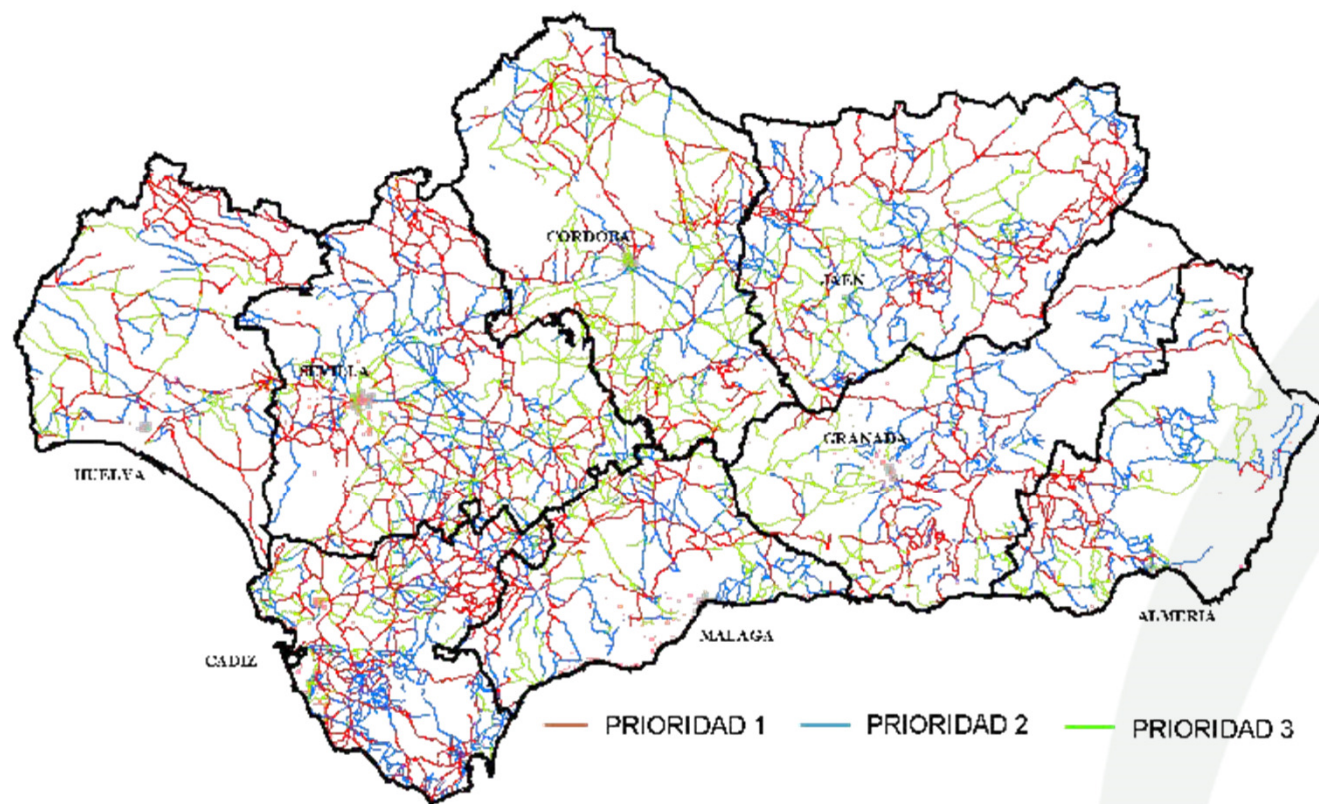 CORDOBA
JAEN
SEVILLA
GRANADA
HUELVA
ALMERIA
MALAGA
CADIZ
PRIORIDAD 1 PRIORIDAD 2 PRIORIDAD 3